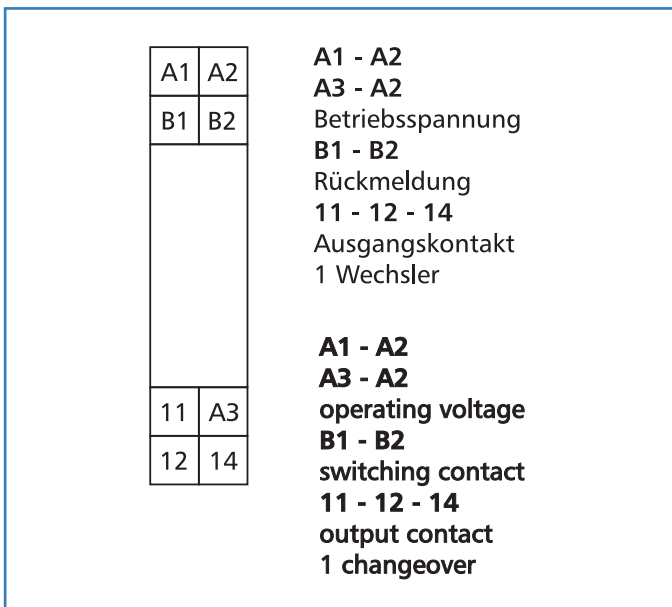 A1 A2
B1 B2
11 A3
12 14
A1 - A2
A3 - A2
Betriebsspannung
B1 - B2
Rückmeldung
11 - 12 - 14
Ausgangskontakt
1 Wechsler
A1 - A2
A3 - A2
operating voltage
B1 - B2
switching contact
11 - 12 - 14
output contact
1 changeover